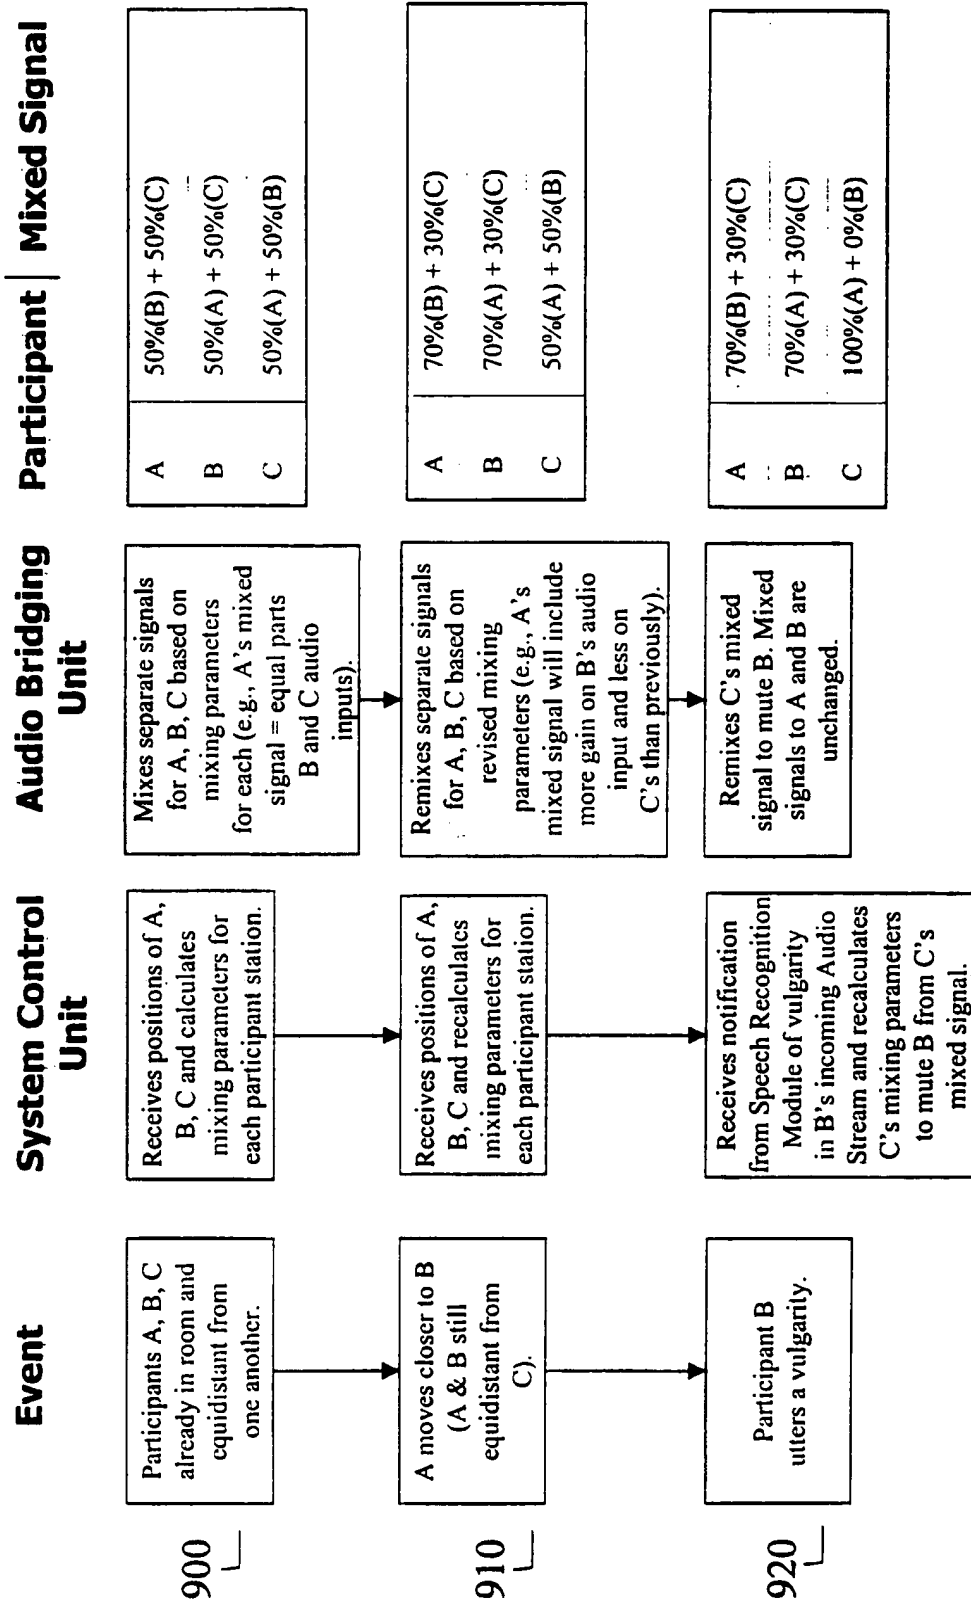 Event
System Control
Unit
Audio Bridging
Unit
Participant | Mixed Signal
900
Participants A, B, C
already in room and
equidistant from
one another.
Receives positions of A,
B, C and calculates
mixing parameters for
each participant station.
Mixes separate signals
for A, B, C based on
mixing parameters
for each (e.g., A's mixed
signal = equal parts
B and C audio
inputs).
A 50%(B) + 50%(C)
B 50%(A) + 50%(C)
C 50%(A) + 50%(B)
910
A moves closer to B
(A & B still
equidistant from
C).
Receives positions of A,
B, C and recalculates
mixing parameters for
each participant station.
Remixes separate signals
for A, B, C based on
revised mixing
parameters (e.g., A's
mixed signal will include
more gain on B's audio
input and less on
C's than previously).
A 70%(B) + 30%(C)
B 70%(A) + 30%(C)
C 50%(A) + 50%(B)
920
Participant B
utters a vulgarity.
Receives notification
from Speech Recognition
Module of vulgarity
in B's incoming Audio
Stream and recalculates
C's mixing parameters
to mute B from C's
mixed signal.
Remixes C's mixed
signal to mute B. Mixed
signals to A and B are
unchanged.
A 70%(B) + 30%(C)
B 70%(A) + 30%(C)
C 100%(A) + 0%(B)